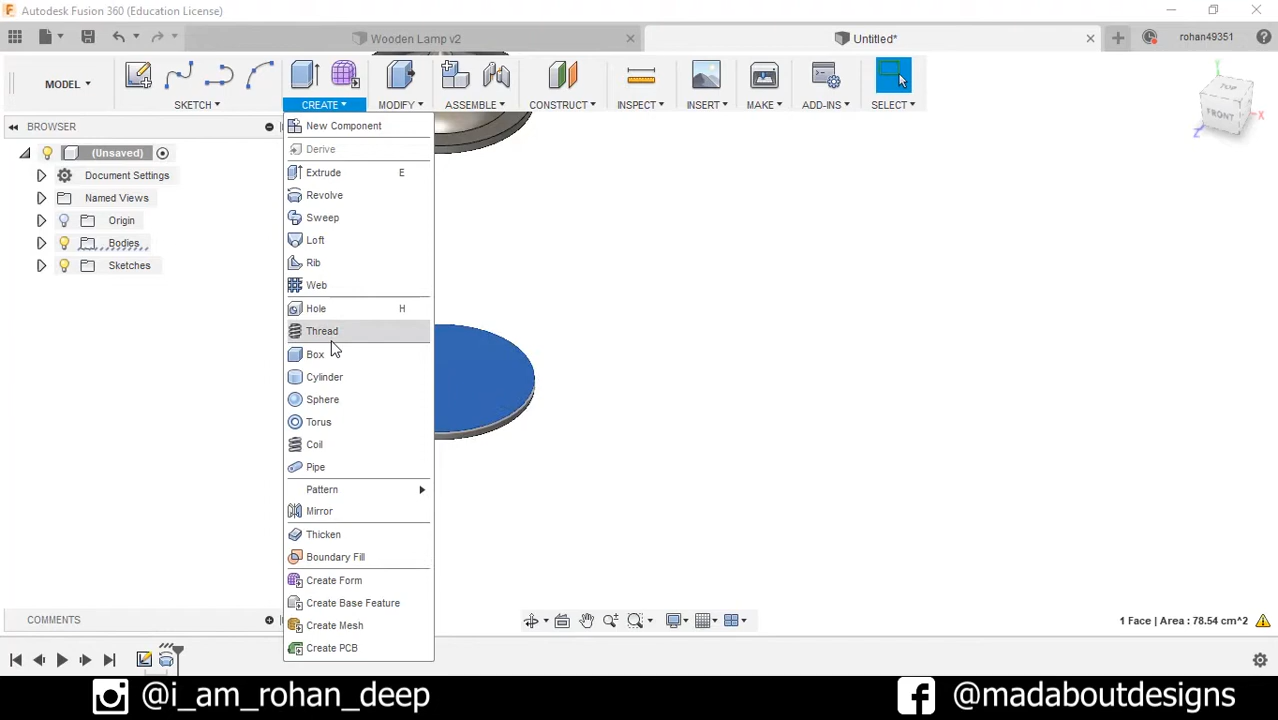 Autodesk Fusion 360 (Education License)
Wooden Lamp v2
Untitled*
rohan49351
MODEL
SKETCH
CREATE
MODIFY
ASSEMBLE
CONSTRUCT
INSPECT
INSERT
MAKE
ADD-INS
SELECT
TOP
FRONT
X
Y
Z
BROWSER
(Unsaved)
Document Settings
Named Views
Origin
Bodies
Sketches
New Component
Derive
Extrude E
Revolve
Sweep
Loft
Rib
Web
Hole H
Thread
Box
Cylinder
Sphere
Torus
Coil
Pipe
Pattern
Mirror
Thicken
Boundary Fill
Create Form
Create Base Feature
Create Mesh
Create PCB
COMMENTS
1 Face | Area : 78.54 cm^2
@i_am_rohan_deep
@madaboutdesigns